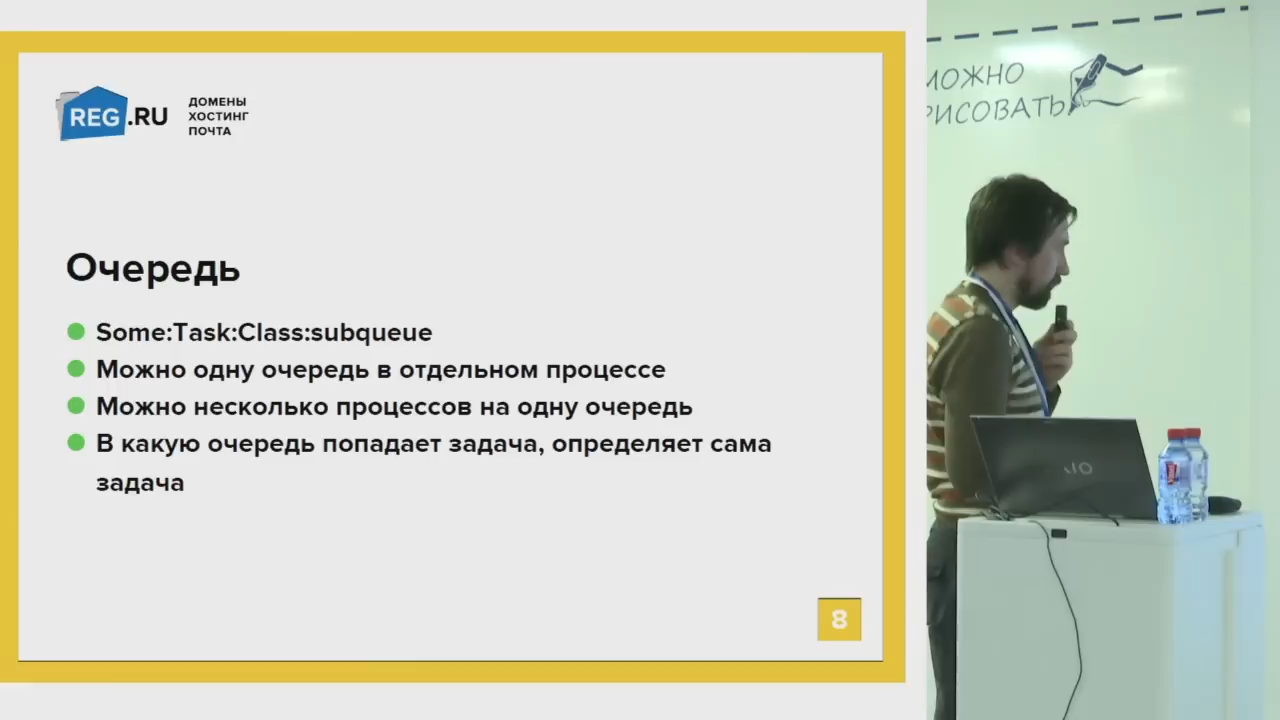 REG.RU
ДОМЕНЫ
ХОСТИНГ
ПОЧТА
Очередь
Some:Task:Class:subqueue
Можно одну очередь в отдельном процессе
Можно несколько процессов на одну очередь
В какую очередь попадает задача, определяет сама
задача
8
МОЖНО
РИСОВАТЬ